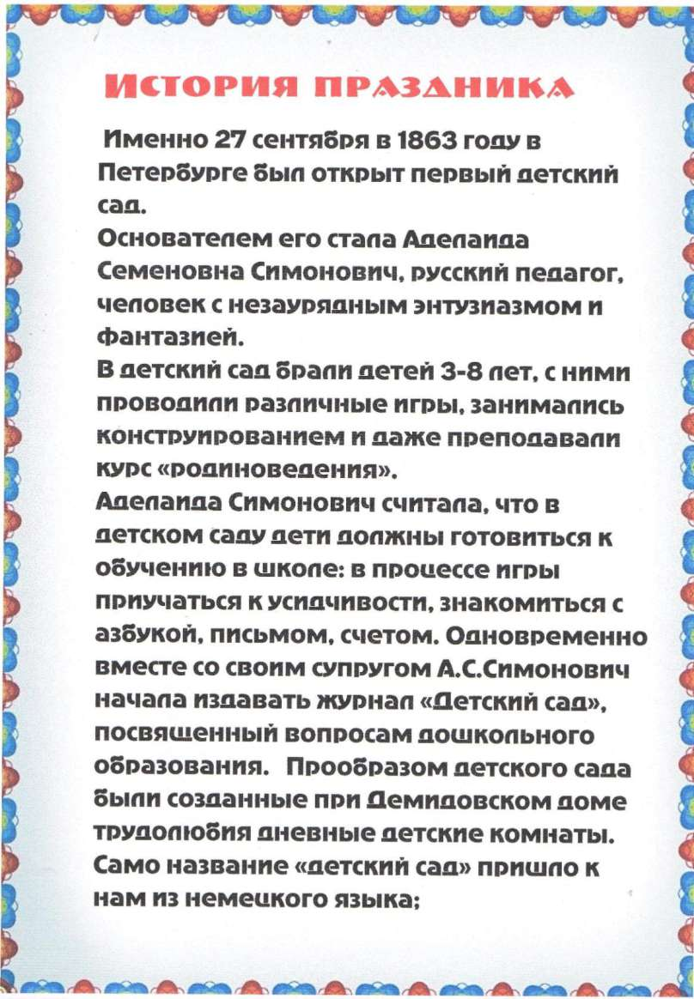 История праздника
Именно 27 сентября в 1863 году в
Петербурге был открыт первый детский
сад.
Основателем его стала Аделаида
Семеновна Симонович, русский педагог,
человек с незаурядным энтузиазмом и
фантазией.
В детский сад брали детей 3-8 лет, с ними
проводили различные игры, занимались
конструированием и даже преподавали
курс «родиноведения».
Аделаида Симонович считала, что в
детском саду дети должны готовиться к
обучению в школе: в процессе игры
приучаться к усидчивости, знакомиться с
азбукой, письмом, счетом. Одновременно
вместе со своим супругом А.С.Симонович
начала издавать журнал «Детский сад»,
посвященный вопросам дошкольного
образования. Прообразом детского сада
были созданные при Демидовском доме
трудолюбия дневные детские комнаты.
Само название «детский сад» пришло к
нам из немецкого языка;